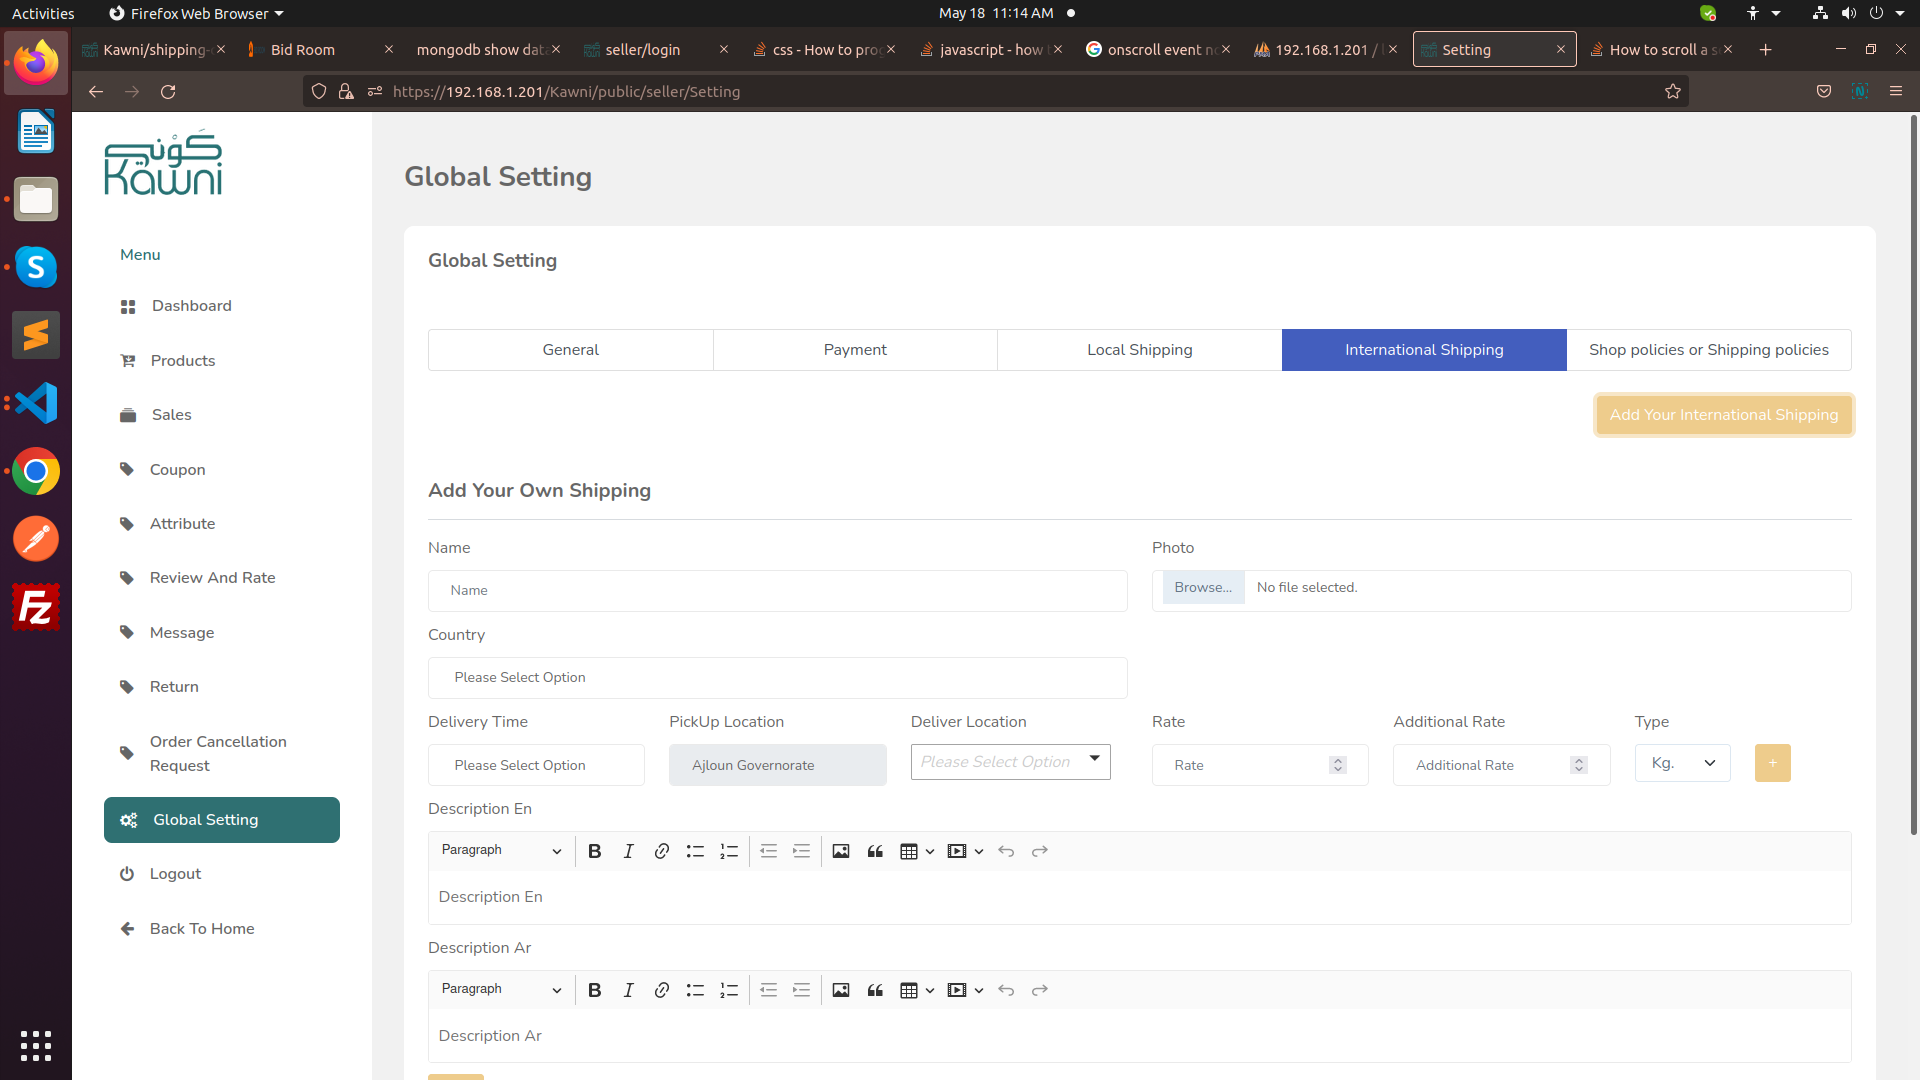 Activities
Firefox Web Browser
May 18 11:14 AM
Kawni/shipping-
Bid Room
mongodb show data
seller/login
css - How to prog
javascript - how t
onscroll event no
192.168.1.201 / l
Setting
How to scroll a s
https://192.168.1.201/Kawni/public/seller/Setting
كَوْني
Kawni
Menu
Dashboard
Products
Sales
Coupon
Attribute
Review And Rate
Message
Return
Order Cancellation
Request
Global Setting
Logout
Back To Home
Global Setting
Global Setting
General
Payment
Local Shipping
International Shipping
Shop policies or Shipping policies
Add Your International Shipping
Add Your Own Shipping
Name
Photo
Name
Browse...
No file selected.
Country
Please Select Option
Delivery Time
PickUp Location
Deliver Location
Rate
Additional Rate
Type
Please Select Option
Ajloun Governorate
Please Select Option
Rate
Additional Rate
Kg.
+
Description En
Paragraph
Description En
Description Ar
Paragraph
Description Ar